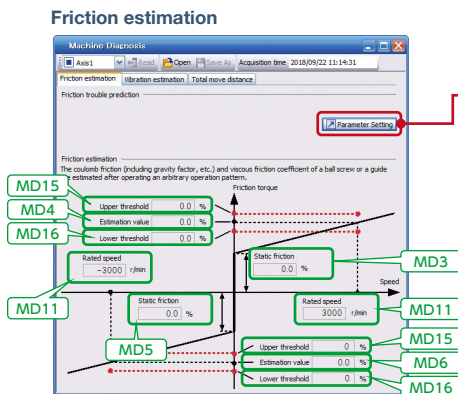 Friction estimation
Machine Diagnosis
Axis1 Read Open Save As. Acquisition time 2018/09/22 11:14:31
Friction estimation Vibration estimation Total move distance
Friction trouble prediction
Parameter Setting
Friction estimation
The coulomb friction (including gravity factor, etc.) and viscous friction coefficient of a ball screw or a guide
are estimated after operating an arbitrary operation pattern.
Friction torque
MD15
Upper threshold 0.0 %
MD4
Estimation value 0.0 %
MD16
Lower threshold 0.0 %
Static friction
0.0 %
MD3
Rated speed
-3000 r/min
MD11
Speed
Static friction
0.0 %
MD5
Rated speed
3000 r/min
MD11
Upper threshold 0 %
MD15
Estimation value 0.0 %
MD6
Lower threshold 0 %
MD16